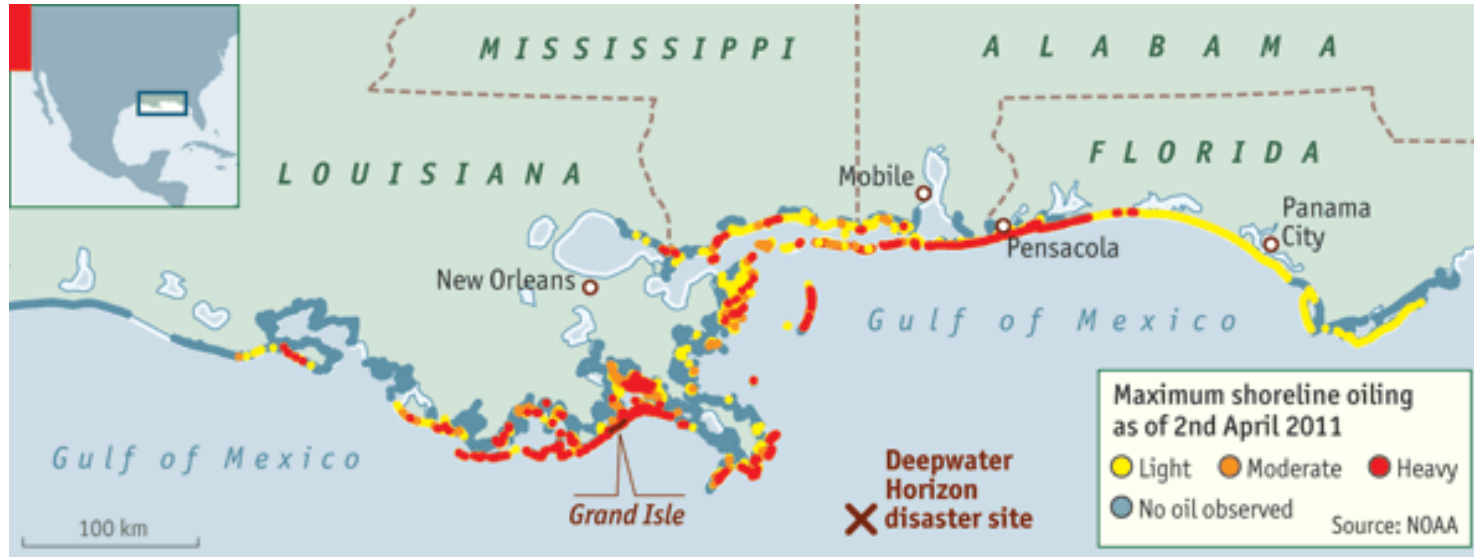 MISSISSIPPI
ALABAMA
LOUISIANA
FLORIDA
Mobile
Panama
City
Pensacola
New Orleans
Gulf of Mexico
Gulf of Mexico
Grand Isle
Deepwater
Horizon
disaster site
100 km
Maximum shoreline oiling
as of 2nd April 2011
Light Moderate Heavy
No oil observed
Source: NOAA